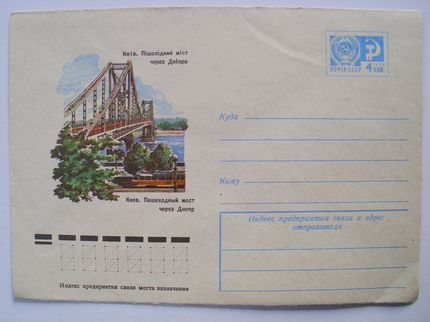 Київ. Пішохідний міст
через Дніпро
ПОЧТА СССР
4 КОП
Куда
Киев. Пешеходный мост
через Днепр
Кому
Индекс предприятия связи и адрес
отправителя
Индекс предприятия связи места назначения